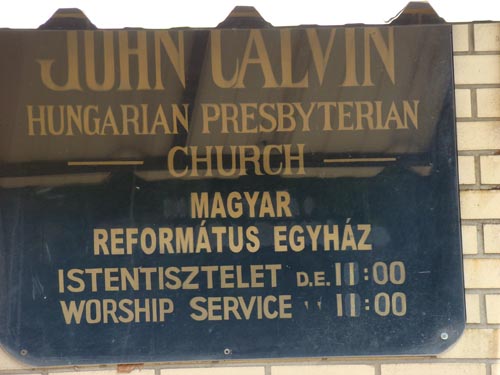 JOHN CALVIN
HUNGARIAN PRESBYTERIAN
CHURCH
MAGYAR
REFORMÁTUS EGYHÁZ
ISTENTISZTELET D.E. 11:00
WORSHIP SERVICE 11:00